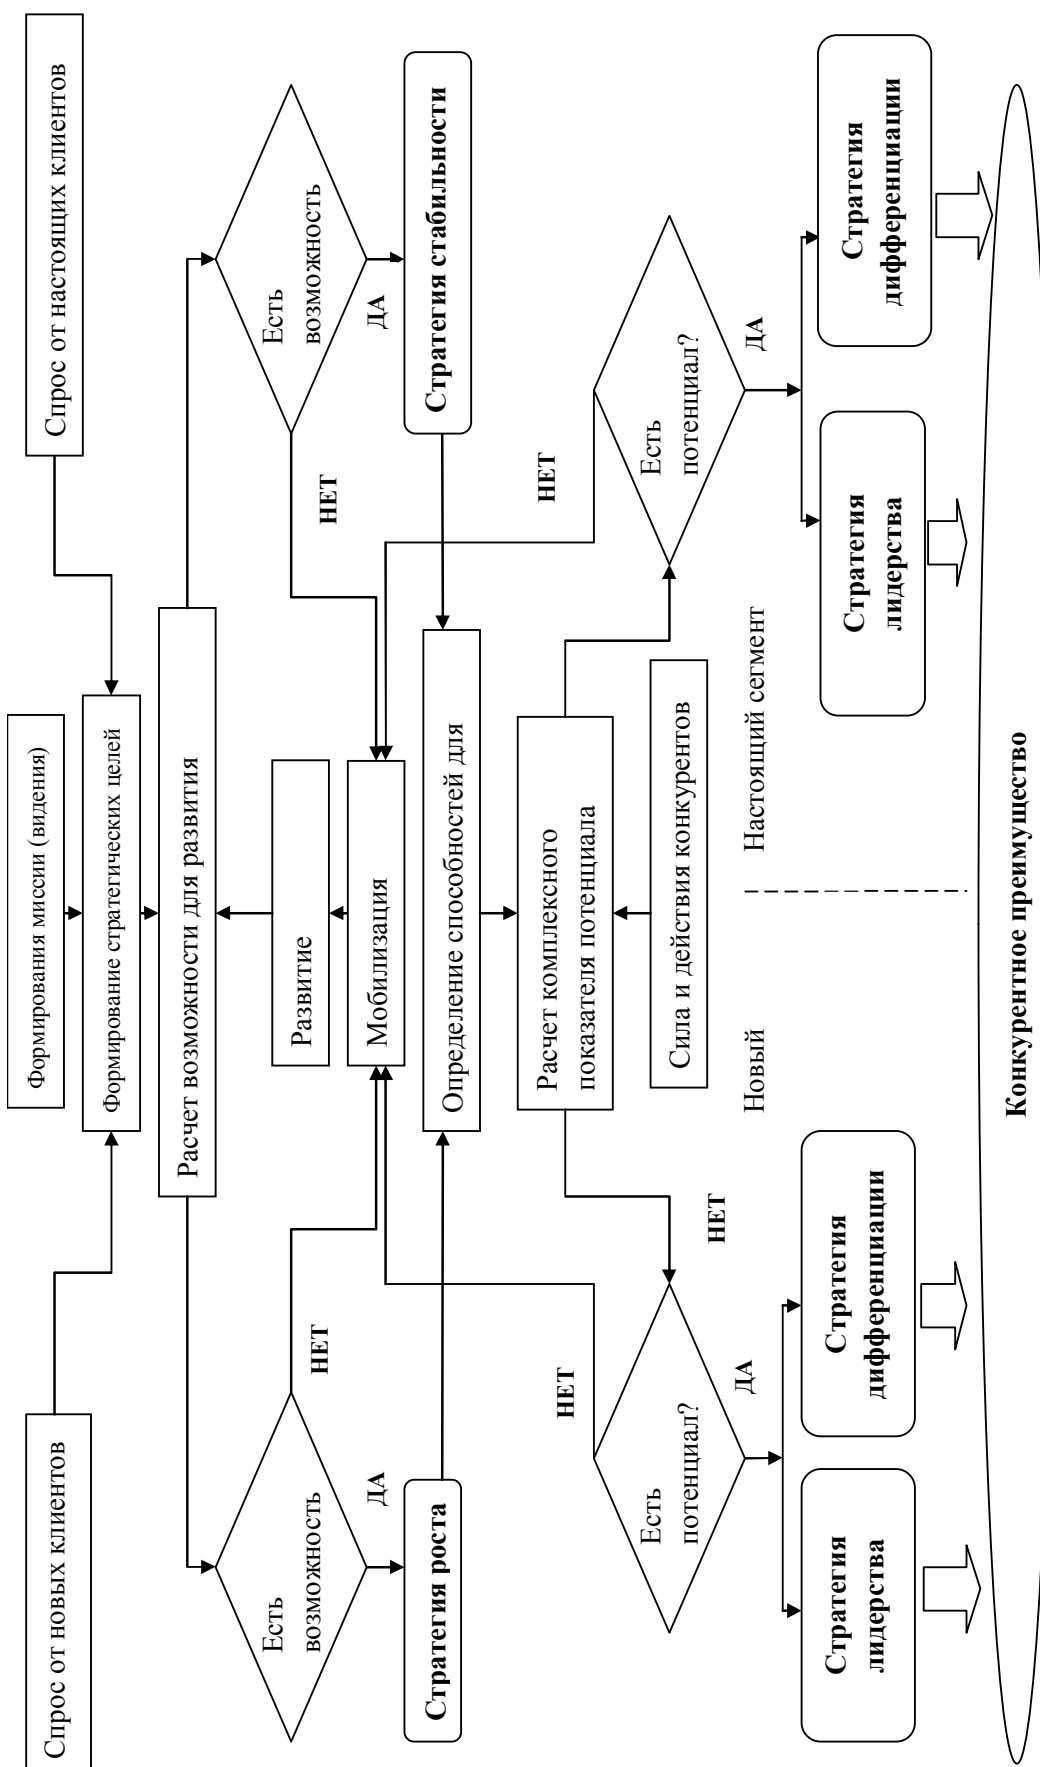 Формирования миссии (видения)
Спрос от новых клиентов
Спрос от настоящих клиентов
Формирование стратегических целей
Расчет возможности для развития
Есть
возможность
Развитие
Есть
возможность
НЕТ
НЕТ
ДА
Мобилизация
ДА
Стратегия роста
Определение способностей для
Стратегия стабильности
НЕТ
Расчет комплексного
показателя потенциала
НЕТ
Есть
потенциал?
Сила и действия конкурентов
Есть
потенциал?
НЕТ
ДА
Новый
Настоящий сегмент
ДА
Стратегия
лидерства
Стратегия
дифференциации
Стратегия
лидерства
Стратегия
дифференциации
Конкурентное преимущество